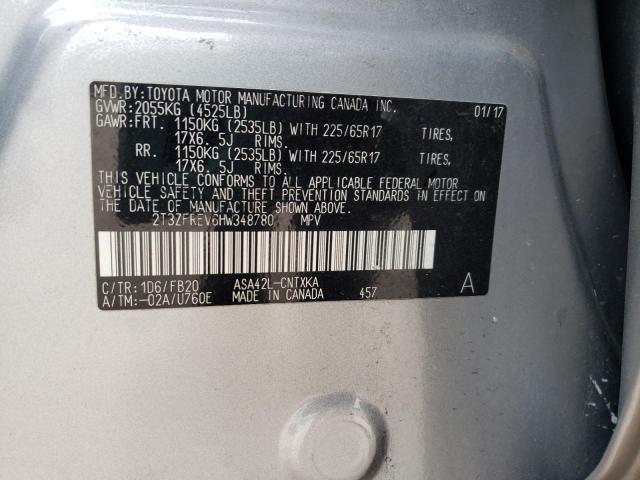 MFD.BY:TOYOTA MOTOR MANUFACTURING CANADA INC. 01/17
GVWR:2055KG (4525LB)
GAWR:FRT. 1150KG (2535LB) WITH 225/65R17 TIRES,
17X6. 5J RIMS.
RR. 1150KG (2535LB) WITH 225/65R17 TIRES,
17X6. 5J RIMS.
THIS VEHICLE CONFORMS TO ALL APPLICABLE FEDERAL MOTOR
VEHICLE SAFETY AND THEFT PREVENTION STANDARDS IN EFFECT ON
THE DATE OF MANUFACTURE SHOWN ABOVE.
2T3ZFREV6HW348780 MPV
C/TR:1D6/FB20 ASA42L-CNTXKA
A/TM:-02A/U760E MADE IN CANADA 457 A